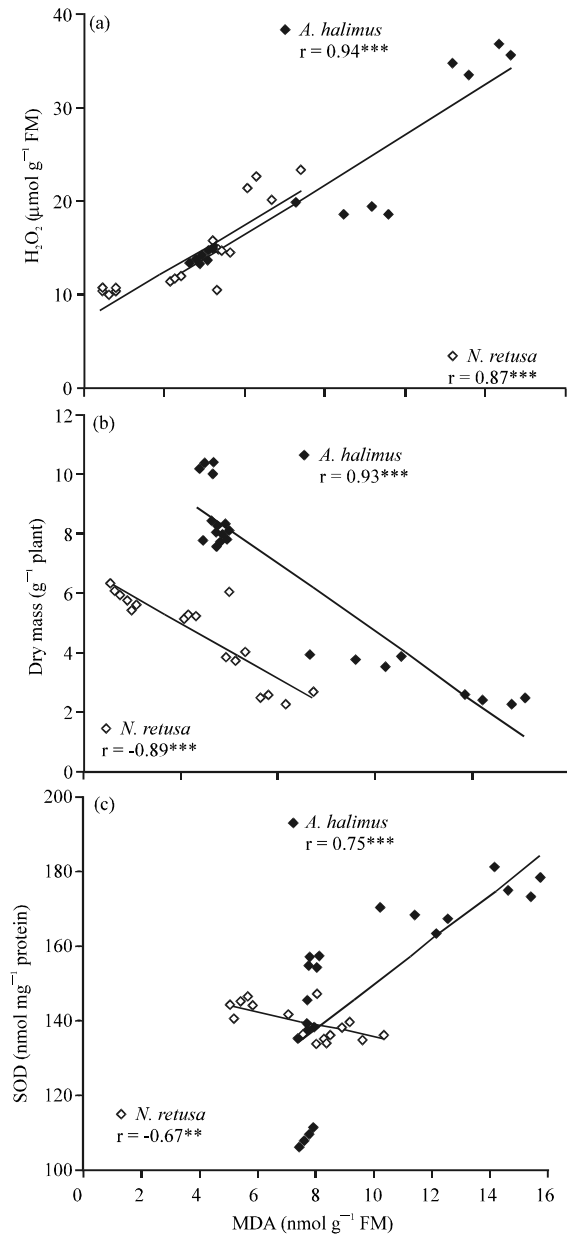 (a)
A. halimus
r = 0.94***
40
30
20
10
0
H₂O₂ (μmol g⁻¹ FM)
N. retusa
r = 0.87***
(b)
A. halimus
r = 0.93***
12
10
8
6
4
2
0
Dry mass (g⁻¹ plant)
N. retusa
r = -0.89***
(c)
A. halimus
r = 0.75***
200
180
160
140
120
100
SOD (nmol mg⁻¹ protein)
N. retusa
r = -0.67**
0 2 4 6 8 10 12 14 16
MDA (nmol g⁻¹ FM)